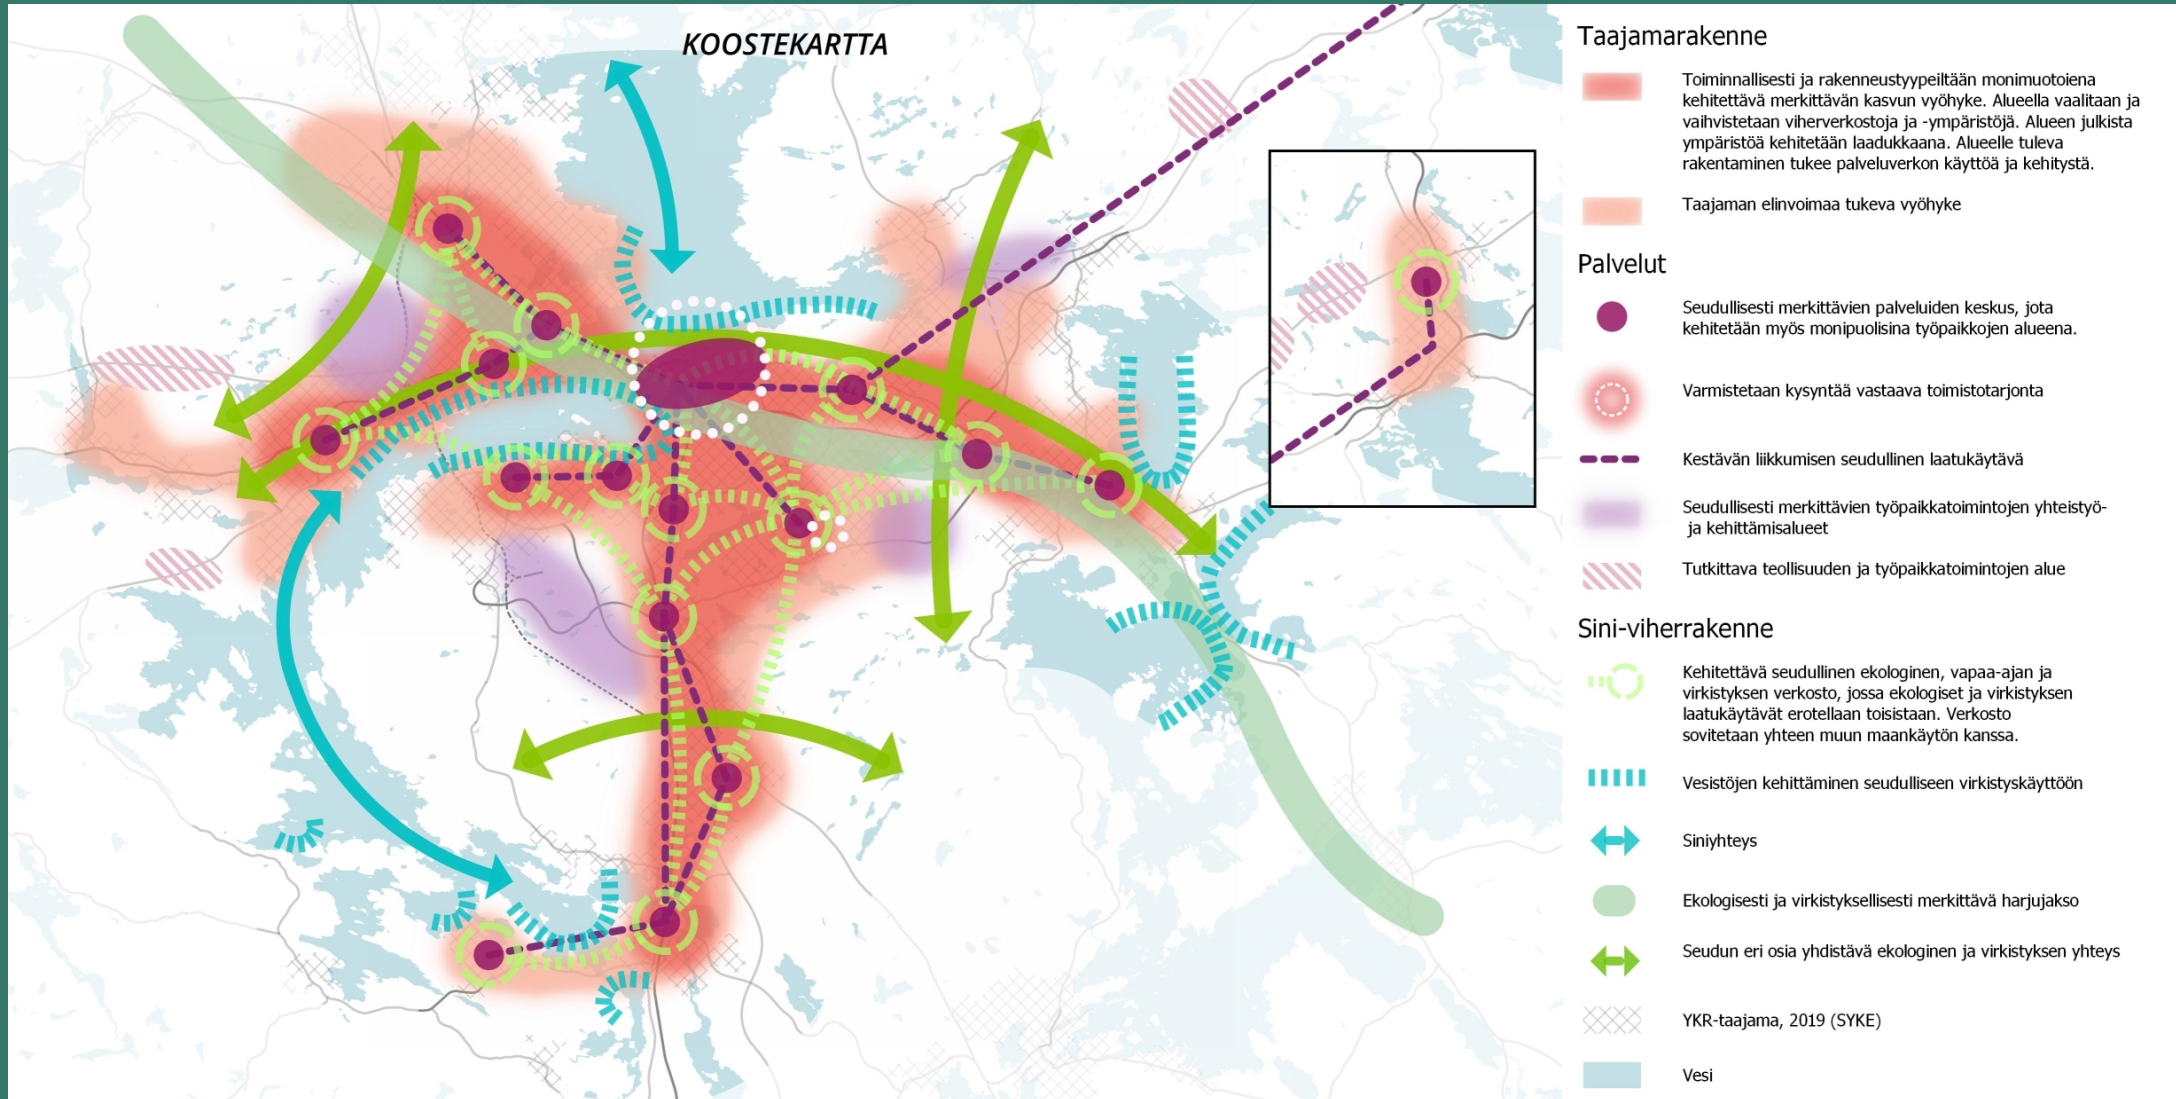 KOOSTEKARTTA
Taajamarakenne
Toiminnallisesti ja rakenneustyypeiltään monimuotoiena
kehitettävä merkittävän kasvun vyöhyke. Alueella vaalitaan ja
vaihvistetaan viherverkostoja ja -ympäristöjä. Alueen julkista
ympäristöä kehitetään laadukkaana. Alueelle tuleva
rakentaminen tukee palveluverkon käyttöä ja kehitystä.
Taajaman elinvoimaa tukeva vyöhyke
Palvelut
Seudullisesti merkittävien palveluiden keskus, jota
kehitetään myös monipuolisina työpaikkojen alueena.
Varmistetaan kysyntää vastaava toimistotarjonta
Kestävän liikkumisen seudullinen laatukäytävä
Seudullisesti merkittävien työpaikkatoimintojen yhteistyö-
ja kehittämisalueet
Tutkittava teollisuuden ja työpaikkatoimintojen alue
Sini-viherrakenne
Kehitettävä seudullinen ekologinen, vapaa-ajan ja
virkistyksen verkosto, jossa ekologiset ja virkistyksen
laatukäytävät erotellaan toisistaan. Verkosto
sovitetaan yhteen muun maankäytön kanssa.
Vesistöjen kehittäminen seudulliseen virkistyskäyttöön
Siniyhteys
Ekologisesti ja virkistyksellisesti merkittävä harjujakso
Seudun eri osia yhdistävä ekologinen ja virkistyksen yhteys
YKR-taajama, 2019 (SYKE)
Vesi